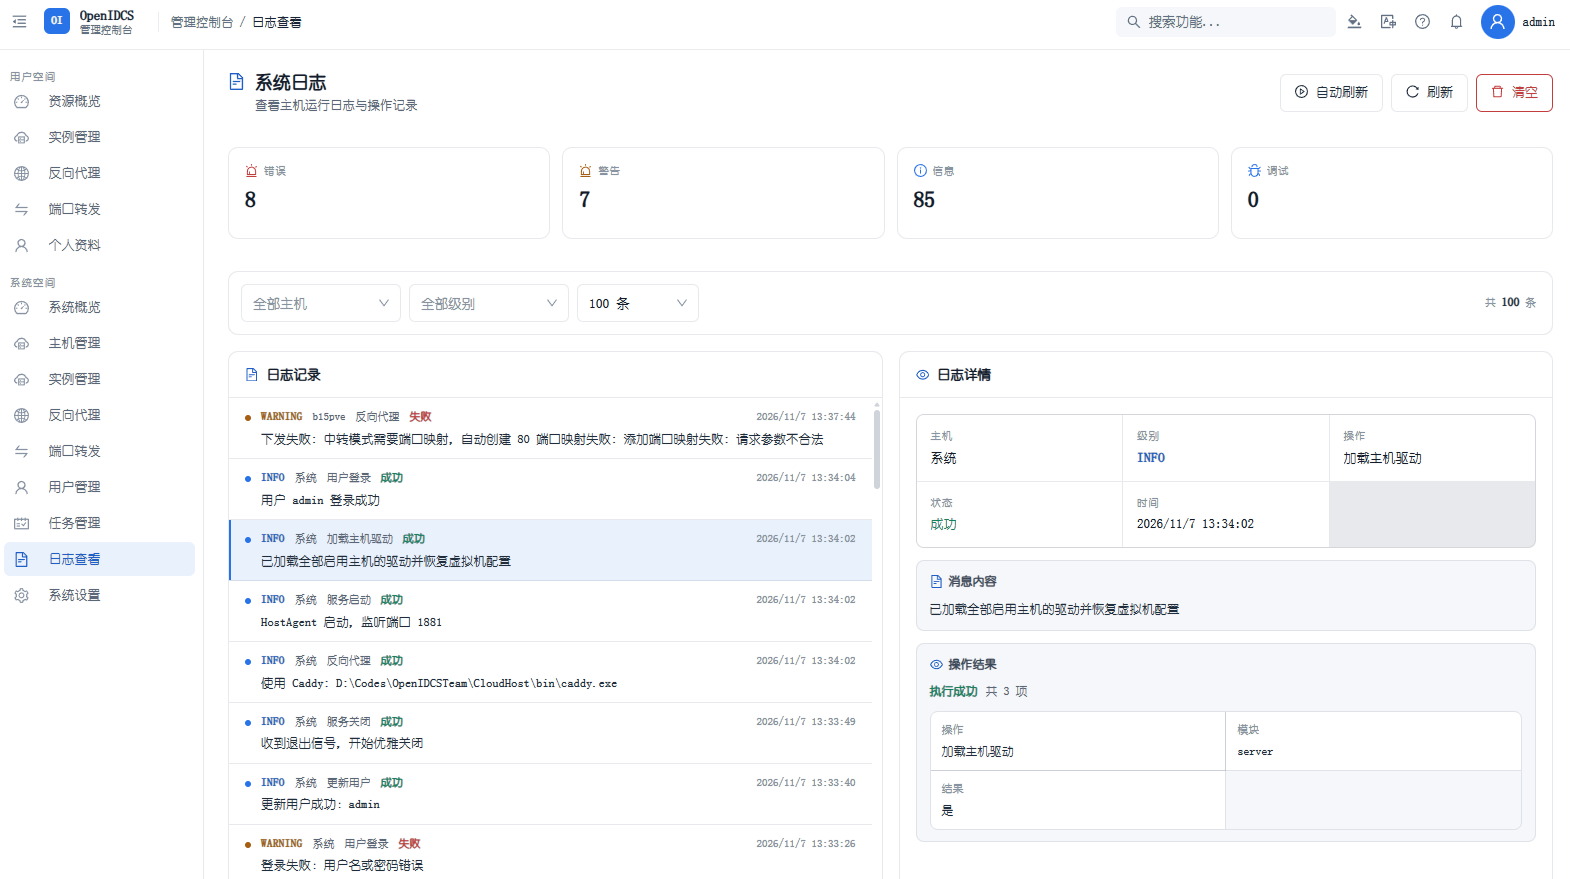 OI
OpenIDCS
管理控制台
管理控制台 / 日志查看
搜索功能...
admin
用户空间
资源概览
实例管理
反向代理
端口转发
个人资料
系统空间
系统概览
主机管理
实例管理
反向代理
端口转发
用户管理
任务管理
日志查看
系统设置
系统日志
查看主机运行日志与操作记录
自动刷新
刷新
清空
错误
8
警告
7
信息
85
调试
0
全部主机
全部级别
100 条
共 100 条
日志记录
WARNING b15pve 反向代理 失败 2026/11/7 13:37:44
下发失败: 中转模式需要端口映射, 自动创建 80 端口映射失败: 添加端口映射失败: 请求参数不合法
INFO 系统 用户登录 成功 2026/11/7 13:34:04
用户 admin 登录成功
INFO 系统 加载主机驱动 成功 2026/11/7 13:34:02
已加载全部启用主机的驱动并恢复虚拟机配置
INFO 系统 服务启动 成功 2026/11/7 13:34:02
HostAgent 启动, 监听端口 1881
INFO 系统 反向代理 成功 2026/11/7 13:34:02
使用 Caddy: D:\Codes\OpenIDCSTeam\CloudHost\bin\caddy.exe
INFO 系统 服务关闭 成功 2026/11/7 13:33:49
收到退出信号, 开始优雅关闭
INFO 系统 更新用户 成功 2026/11/7 13:33:40
更新用户成功: admin
WARNING 系统 用户登录 失败 2026/11/7 13:33:26
登录失败: 用户名或密码错误
日志详情
主机
系统
级别
INFO
操作
加载主机驱动
状态
成功
时间
2026/11/7 13:34:02
消息内容
已加载全部启用主机的驱动并恢复虚拟机配置
操作结果
执行成功 共 3 项
操作
加载主机驱动
模块
server
结果
是